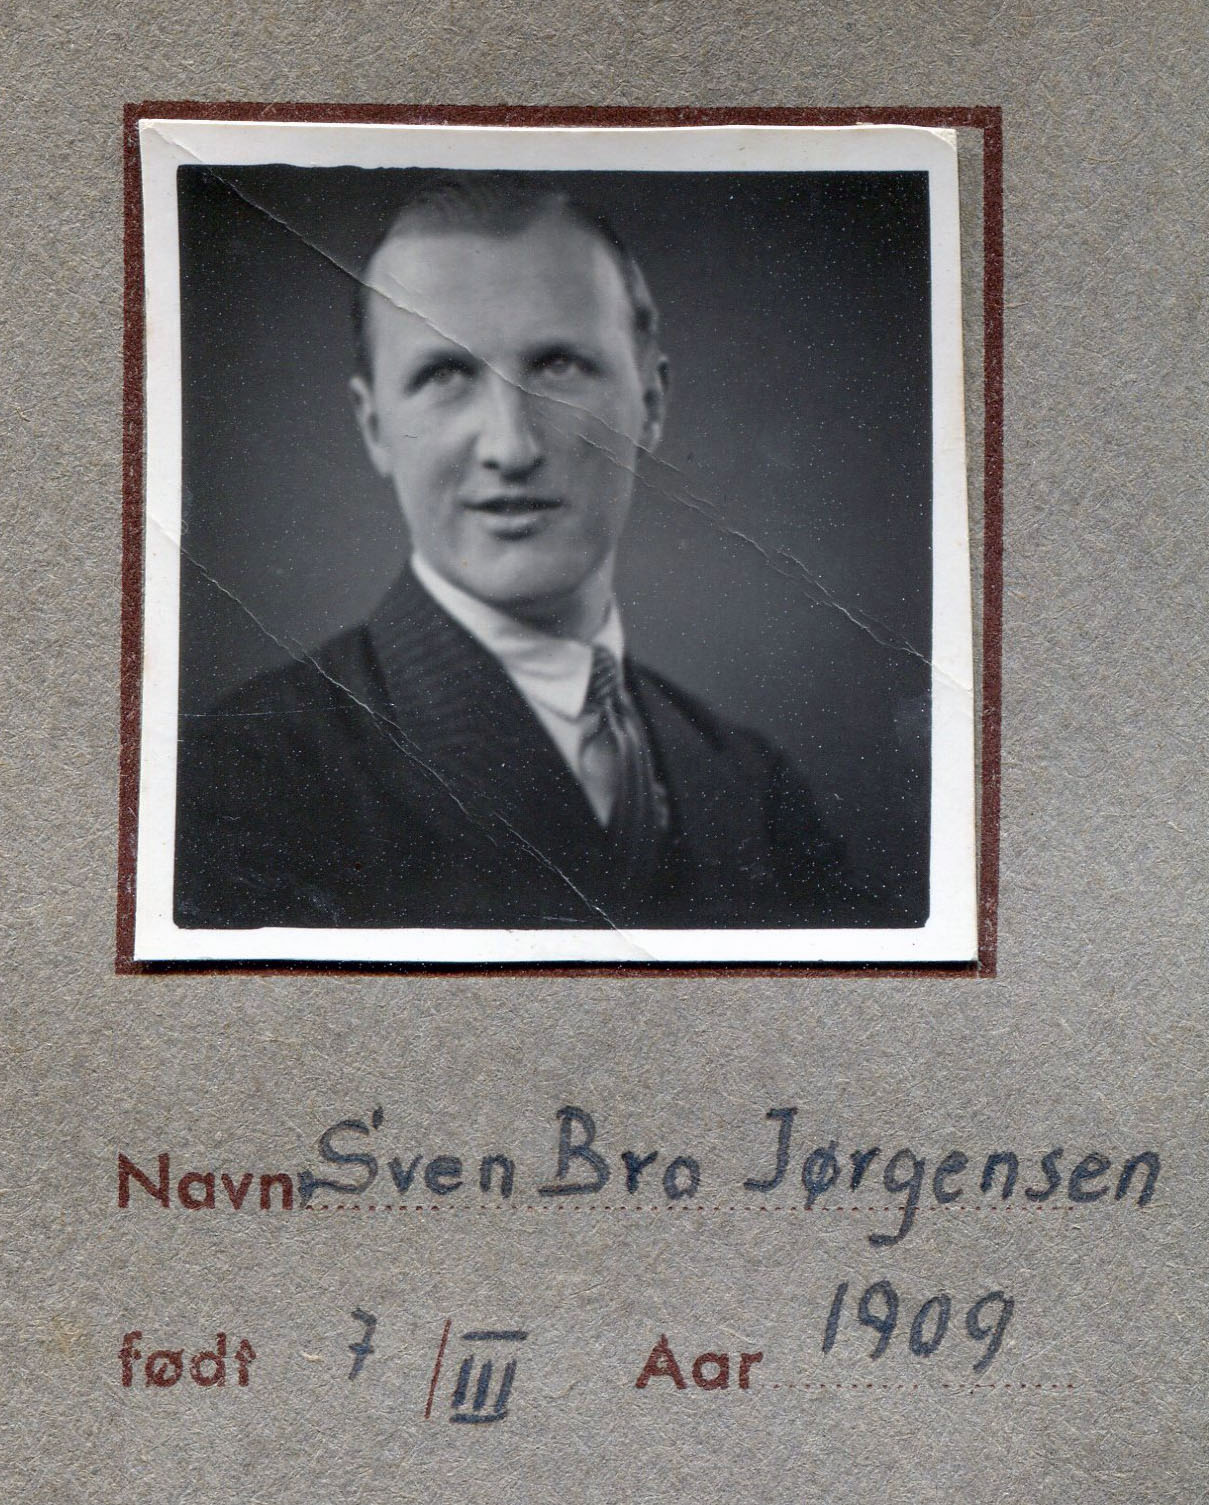 Navn: Sven Bro Jørgensen
født 7 / III Aar 1909